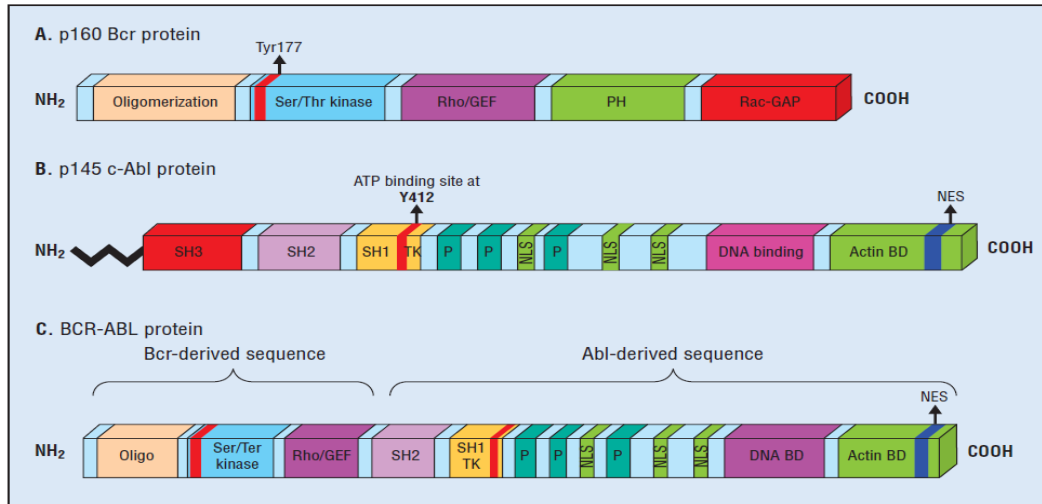 A. p160 Bcr protein
Tyr177
NH2 Oligomerization Ser/Thr kinase Rho/GEF PH Rac-GAP COOH
B. p145 c-Abl protein
ATP binding site at
Y412
NES
NH2 SH3 SH2 SH1 TK P P NLS P NLS NLS DNA binding Actin BD COOH
C. BCR-ABL protein
Bcr-derived sequence Abl-derived sequence
NES
NH2 Oligo Ser/Ter kinase Rho/GEF SH2 SH1 TK P P NLS P NLS NLS DNA BD Actin BD COOH